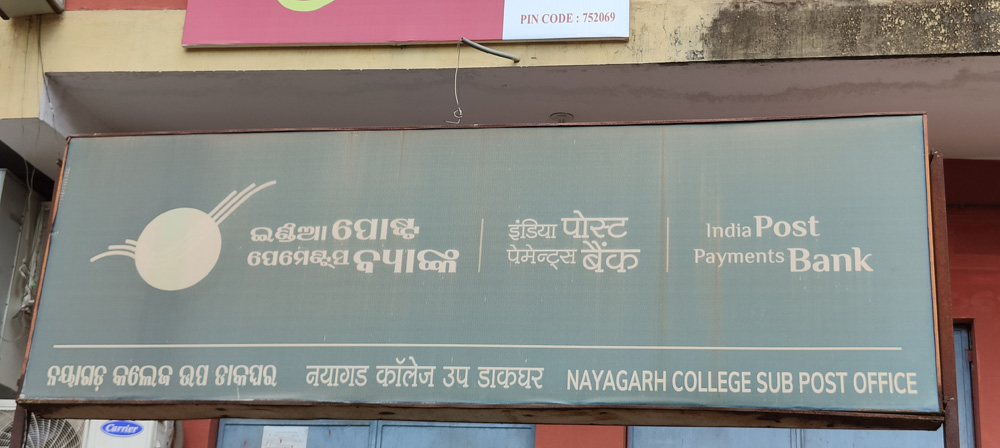 PIN CODE : 752069
ଇଣ୍ଡିଆ ପୋଷ୍ଟ
ପେମେଣ୍ଟ୍ସ ବ୍ୟାଙ୍କ
इंडिया पोस्ट
पेमेन्ट्स बैंक
India Post
Payments Bank
ନୟାଗଡ଼ କଲେଜ ଉପ ଡାକଘର
नयागड कॉलेज उप डाकघर
NAYAGARH COLLEGE SUB POST OFFICE
Carrier